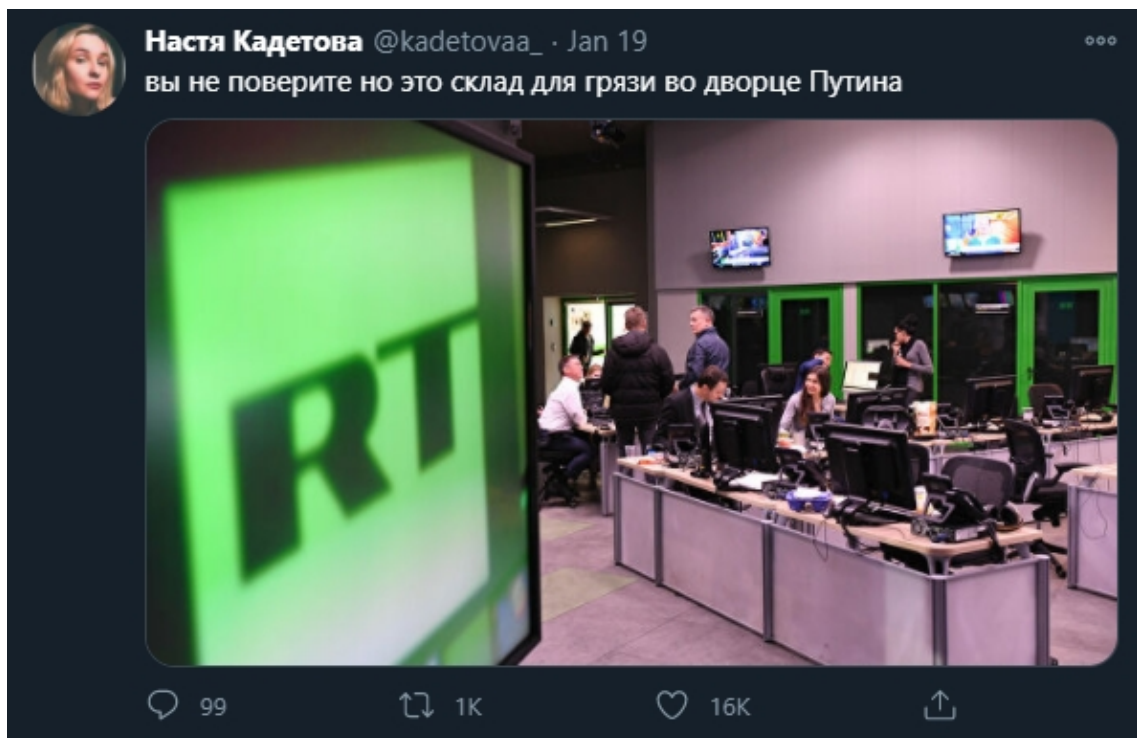 Настя Кадетова @kadetovaa_ · Jan 19
вы не поверите но это склад для грязи во дворце Путина
RT
99 1K 16K